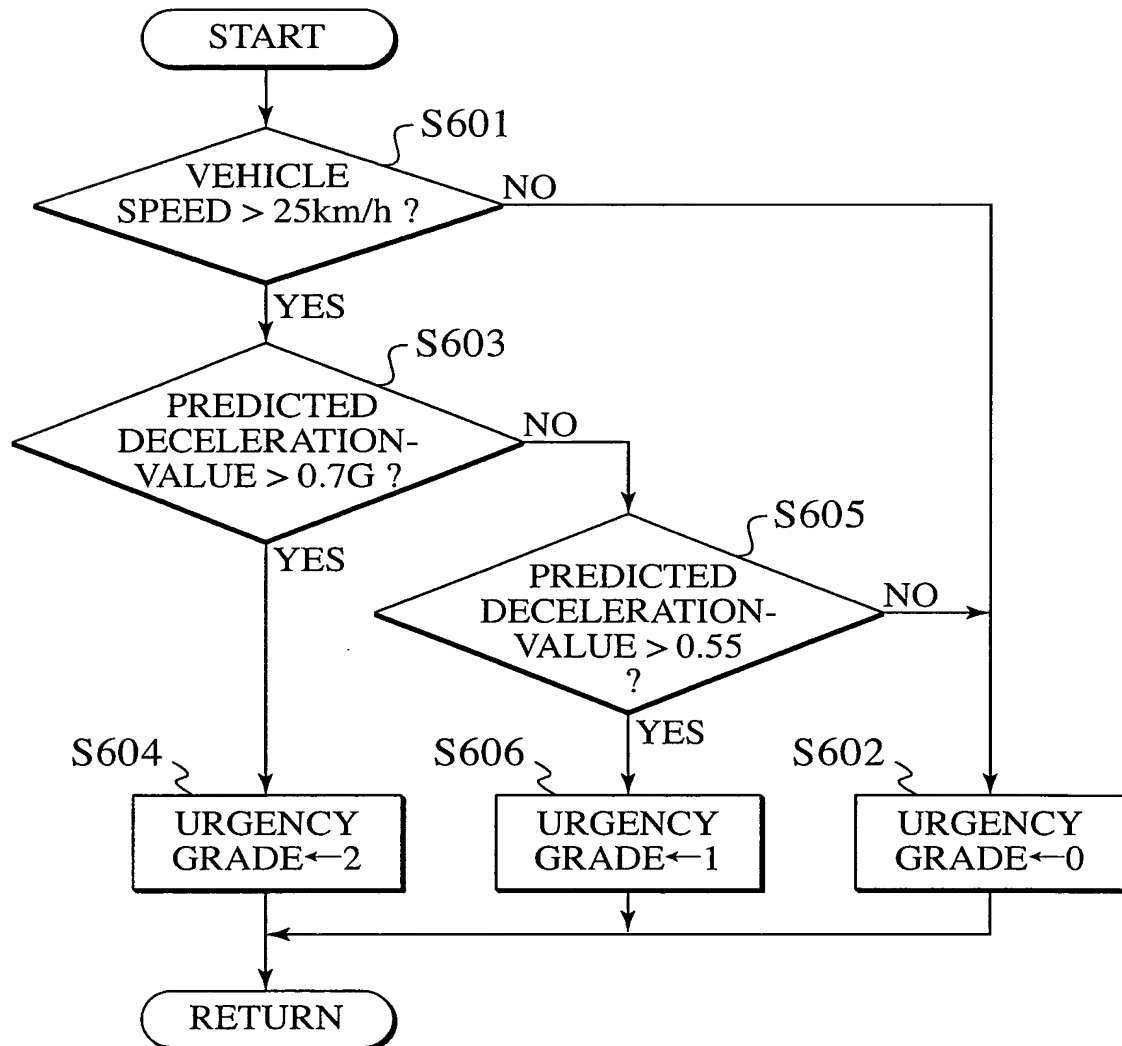 START
S601
VEHICLE
SPEED > 25km/h ?
NO
YES
S603
PREDICTED
DECELERATION-
VALUE > 0.7G ?
NO
YES
S605
PREDICTED
DECELERATION-
VALUE > 0.55
?
NO
YES
S604
URGENCY
GRADE←2
S606
URGENCY
GRADE←1
S602
URGENCY
GRADE←0
RETURN